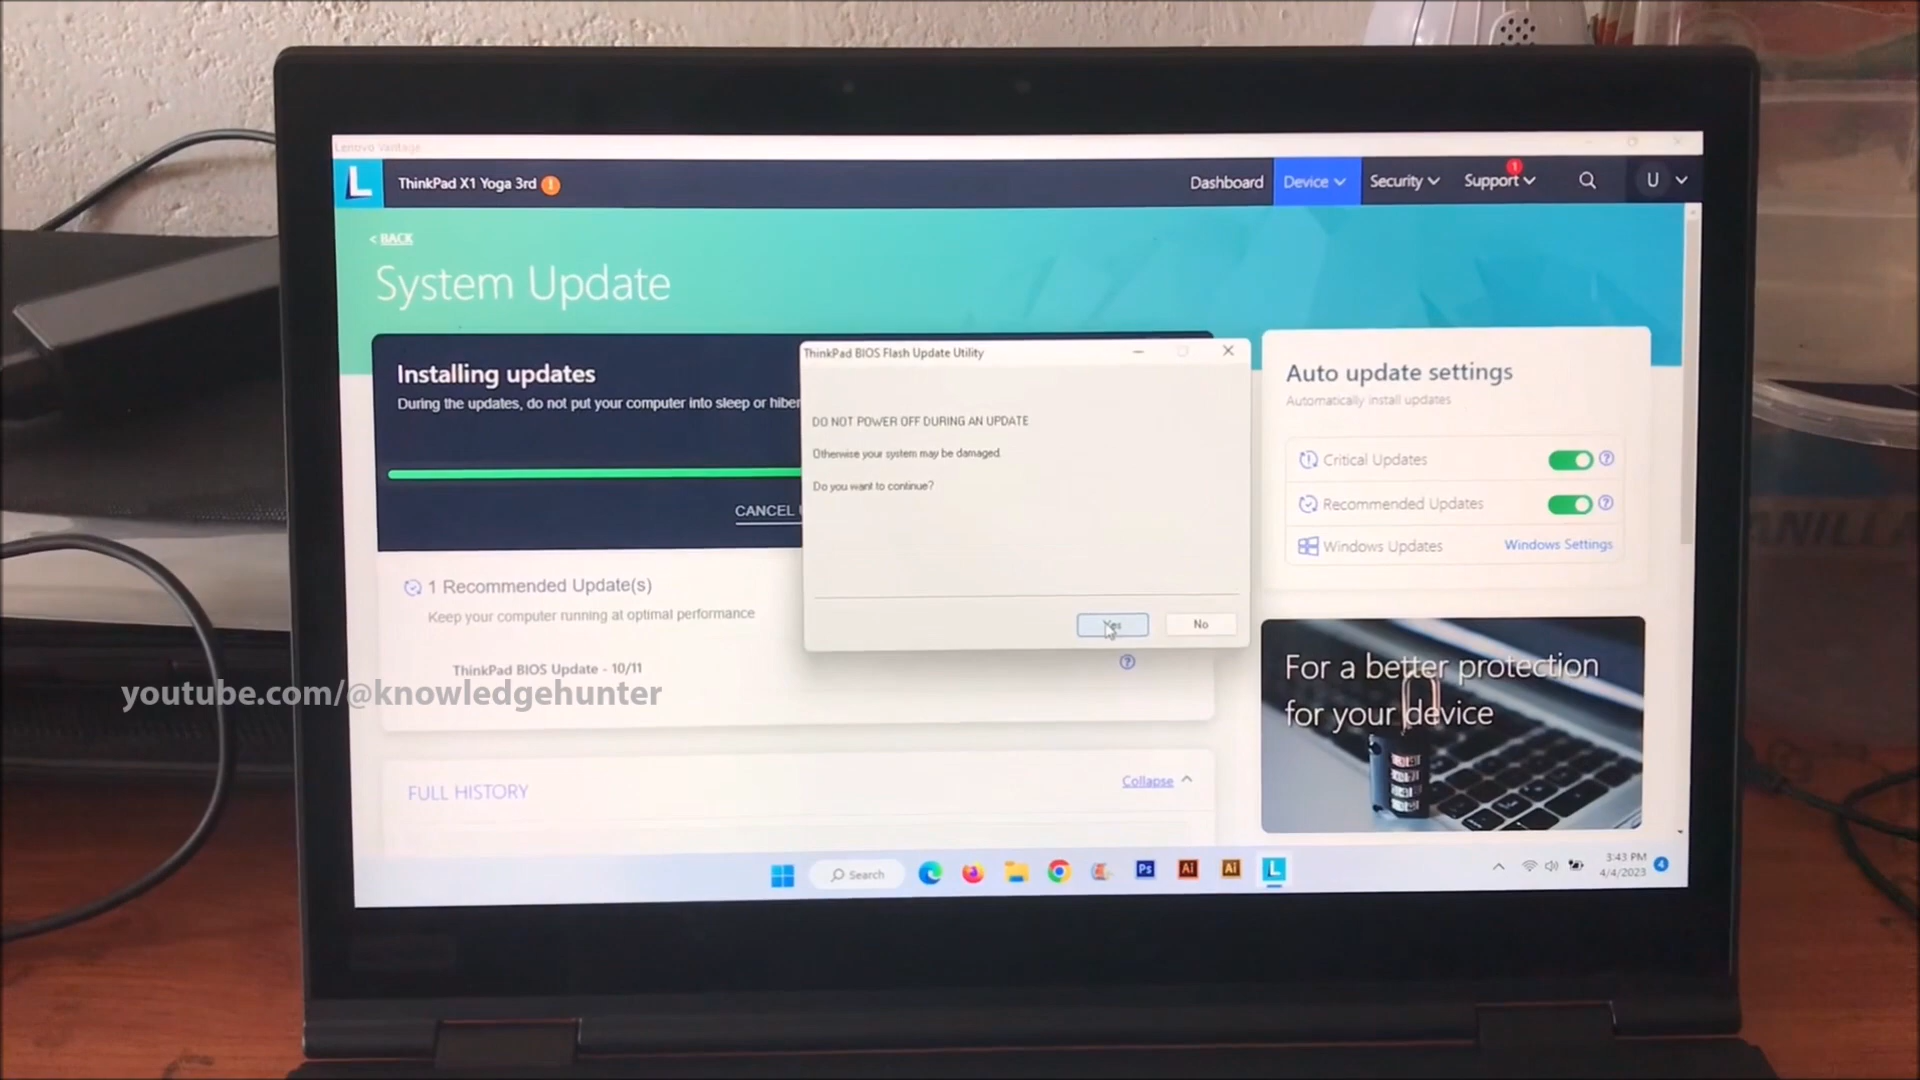 Lenovo Vantage
L
ThinkPad X1 Yoga 3rd
Dashboard
Device
Security
Support
1
U
< BACK
System Update
Installing updates
During the updates, do not put your computer into sleep or hiber
CANCEL
ThinkPad BIOS Flash Update Utility
DO NOT POWER OFF DURING AN UPDATE
Otherwise your system may be damaged.
Do you want to continue?
Yes
No
Auto update settings
Automatically install updates
Critical Updates
Recommended Updates
Windows Updates
Windows Settings
1 Recommended Update(s)
Keep your computer running at optimal performance
ThinkPad BIOS Update - 10/11
youtube.com/@knowledgehunter
For a better protection
for your device
FULL HISTORY
Collapse
Search
Ps
Ai
Ai
L
3:43 PM
4/4/2023
4